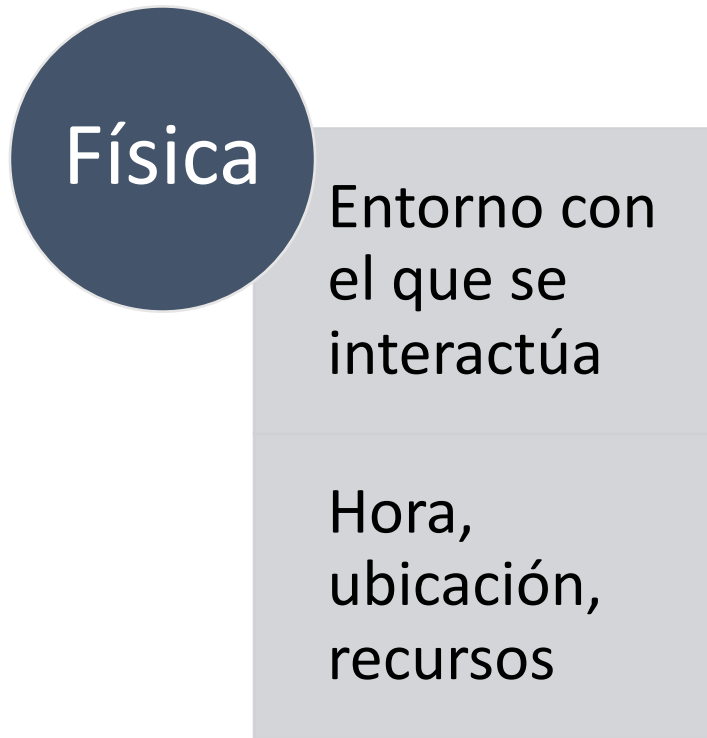 Física
Entorno con
el que se
interactúa
Hora,
ubicación,
recursos